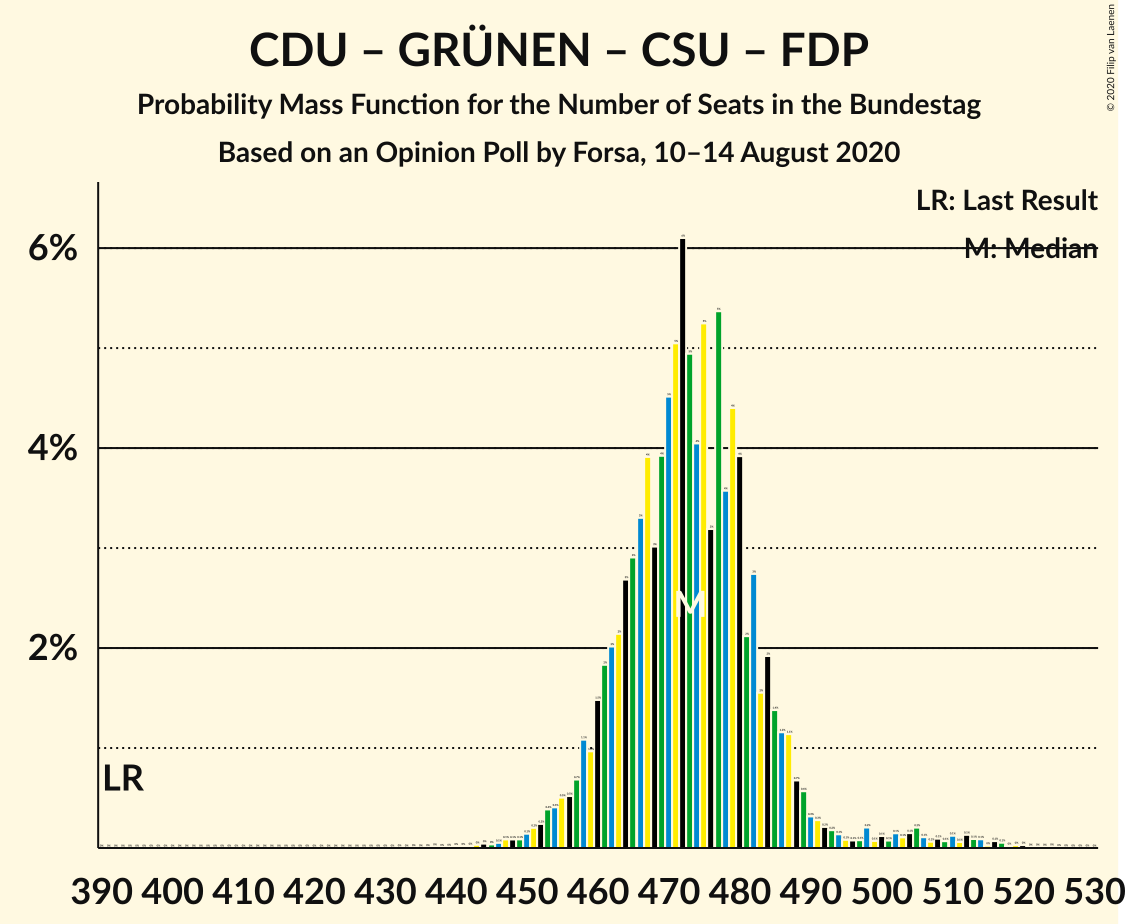 CDU – GRÜNEN – CSU – FDP
Probability Mass Function for the Number of Seats in the Bundestag
Based on an Opinion Poll by Forsa, 10–14 August 2020
© 2020 Filip van Laenen
LR: Last Result
M: Median
6%
4%
2%
LR
M
390 400 410 420 430 440 450 460 470 480 490 500 510 520 530